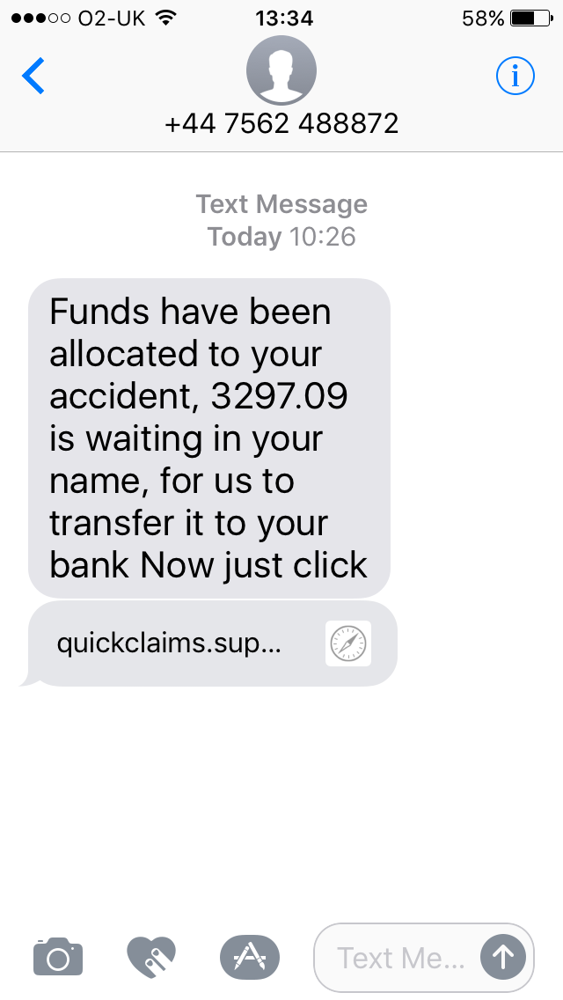 O2-UK 13:34 58%
+44 7562 488872
Text Message
Today 10:26
Funds have been
allocated to your
accident, 3297.09
is waiting in your
name, for us to
transfer it to your
bank Now just click
quickclaims.sup...
Text Me...